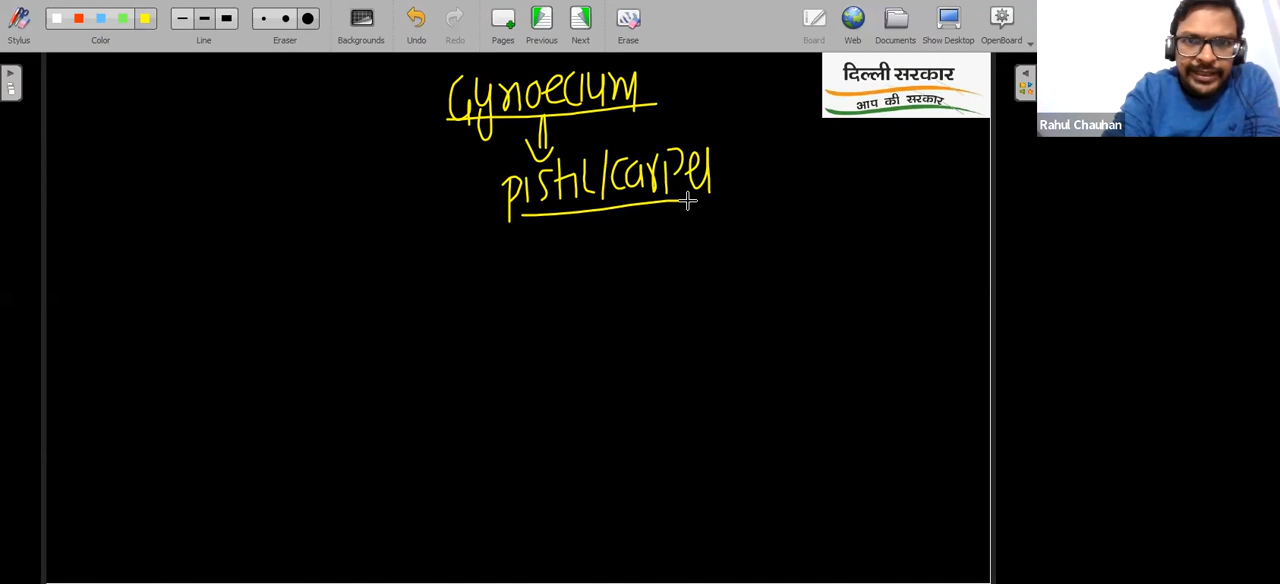 Stylus
Color
Line
Eraser
Backgrounds
Undo
Redo
Pages
Previous
Next
Erase
Board
Web
Documents
Show Desktop
OpenBoard
Gynoecium
pistil/carpel
दिल्ली सरकार
आप की सरकार
Rahul Chauhan